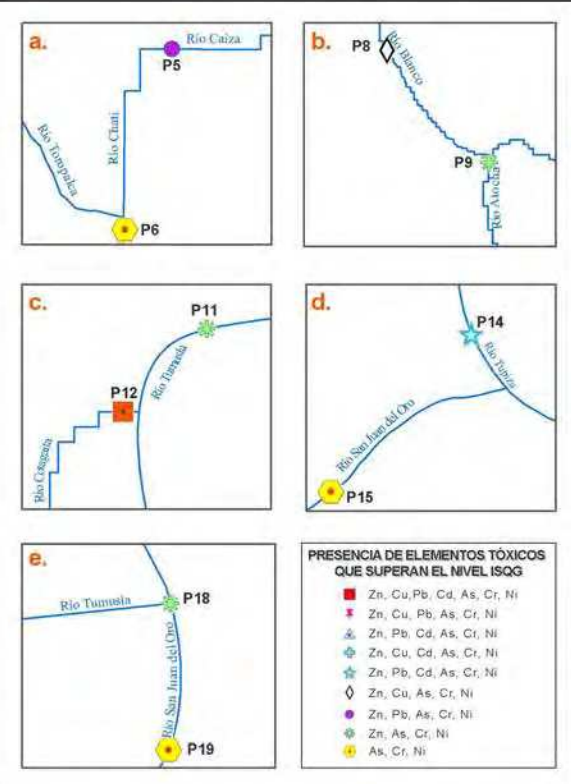 a.
Río Caiza
P5
Río Chati
Río Toropalca
P6
b.
P8
Río Blanco
P9
Río Atocha
c.
P11
Río Tumusla
P12
Río Cotagaita
d.
P14
Río Tupiza
Río San Juan del Oro
P15
e.
Río Tumusla
P18
Río San Juan del Oro
P19
PRESENCIA DE ELEMENTOS TÓXICOS
QUE SUPERAN EL NIVEL ISQG
Zn, Cu, Pb, Cd, As, Cr, Ni
Zn, Cu, Pb, As, Cr, Ni
Zn, Pb, Cd, As, Cr, Ni
Zn, Cu, Cd, As, Cr, Ni
Zn, Pb, Cd, As, Cr, Ni
Zn, Cu, As, Cr, Ni
Zn, Pb, As, Cr, Ni
Zn, As, Cr, Ni
As, Cr, Ni